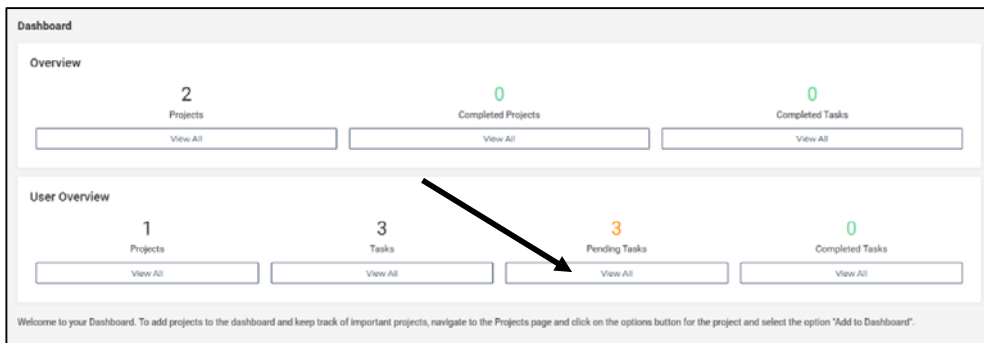 Dashboard
Overview
2 0 0
Projects Completed Projects Completed Tasks
View All View All View All
User Overview
1 3 3 0
Projects Tasks Pending Tasks Completed Tasks
View All View All View All View All
Welcome to your Dashboard. To add projects to the dashboard and keep track of important projects, navigate to the Projects page and click on the options button for the project and select the option "Add to Dashboard".